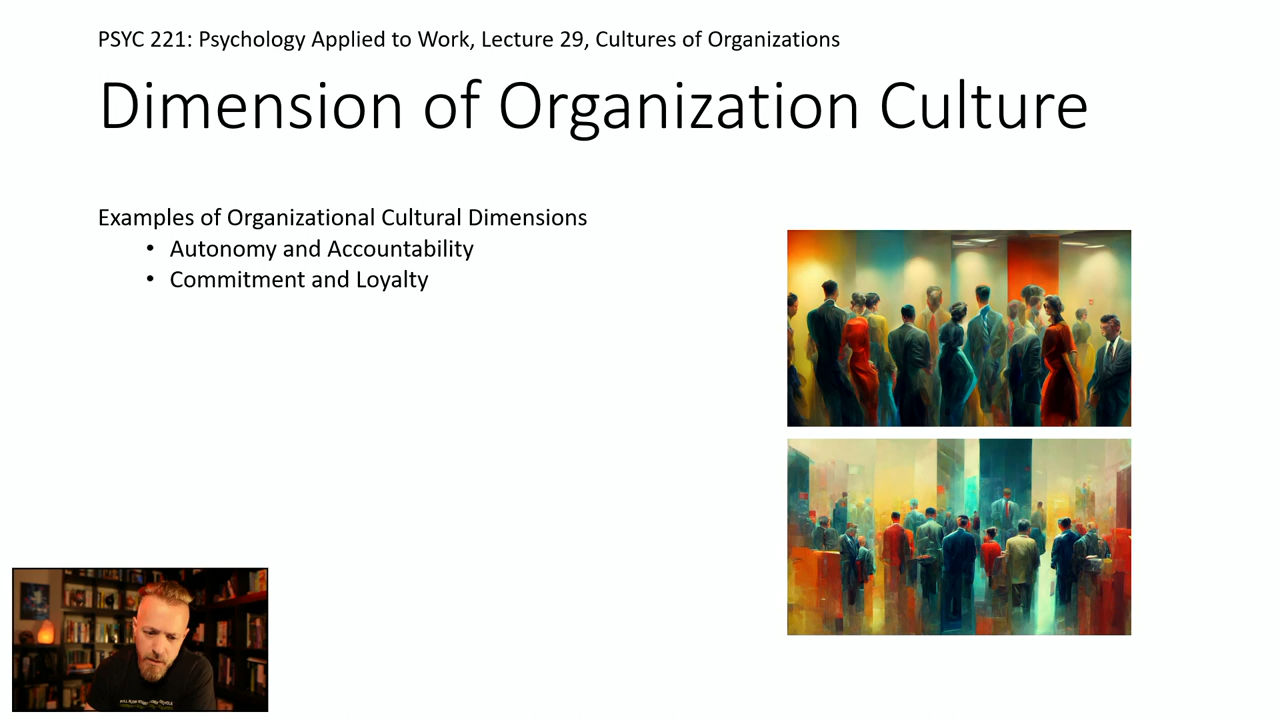 PSYC 221: Psychology Applied to Work, Lecture 29, Cultures of Organizations
Dimension of Organization Culture
Examples of Organizational Cultural Dimensions
• Autonomy and Accountability
• Commitment and Loyalty